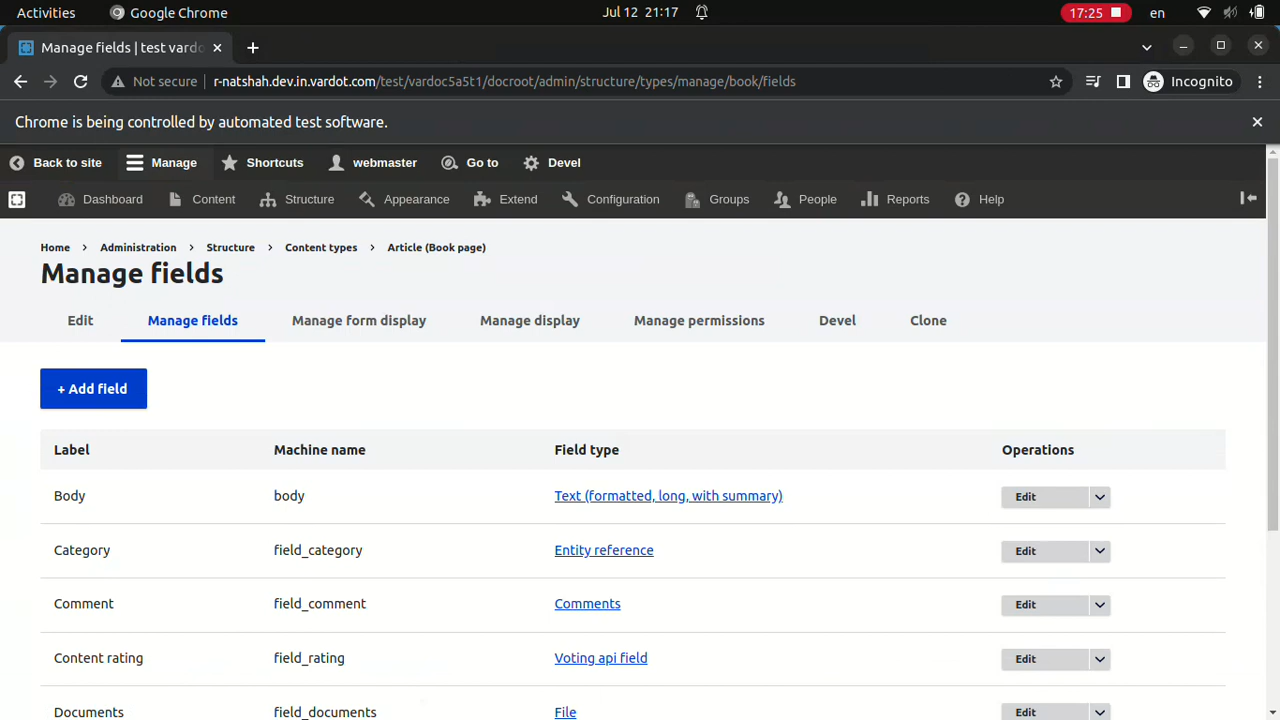 Activities
Google Chrome
Jul 12 21:17
17:25
en
Manage fields | test vardo
Not secure
r-natshah.dev.in.vardot.com/test/vardoc5a5t1/docroot/admin/structure/types/manage/book/fields
Incognito
Chrome is being controlled by automated test software.
Back to site
Manage
Shortcuts
webmaster
Go to
Devel
Dashboard
Content
Structure
Appearance
Extend
Configuration
Groups
People
Reports
Help
Home > Administration > Structure > Content types > Article (Book page)
Manage fields
Edit
Manage fields
Manage form display
Manage display
Manage permissions
Devel
Clone
+ Add field
Label Machine name Field type Operations
Body body Text (formatted, long, with summary) Edit
Category field_category Entity reference Edit
Comment field_comment Comments Edit
Content rating field_rating Voting api field Edit
Documents field_documents File Edit